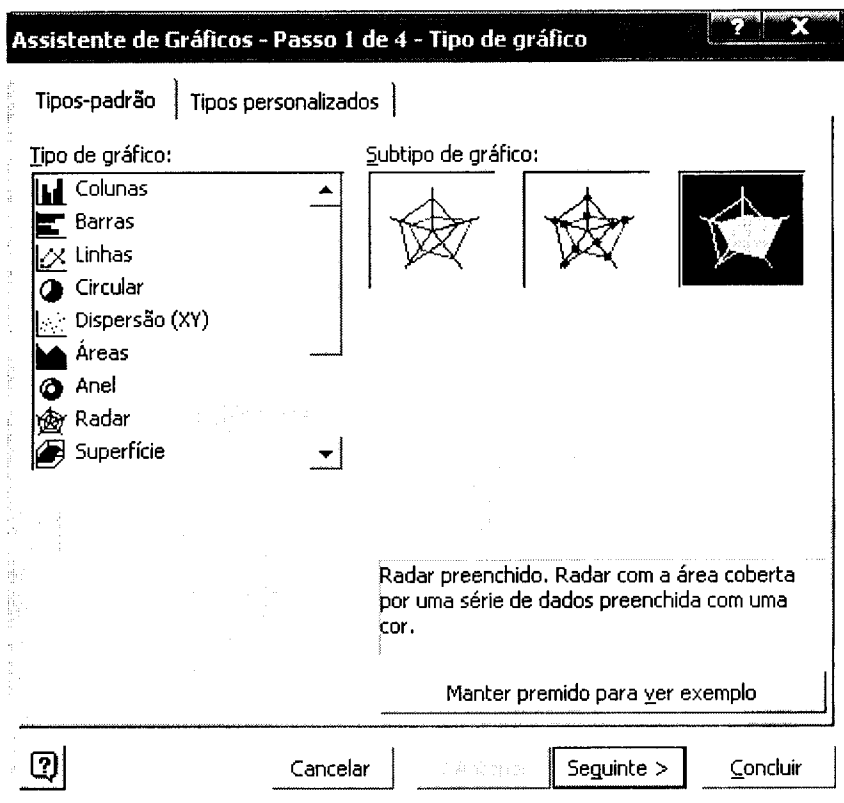 Assistente de Gráficos - Passo 1 de 4 - Tipo de gráfico
? X
Tipos-padrão Tipos personalizados
Tipo de gráfico:
Colunas
Barras
Linhas
Circular
Dispersão (XY)
Áreas
Anel
Radar
Superfície
Subtipo de gráfico:
Radar preenchido. Radar com a área coberta
por uma série de dados preenchida com uma
cor.
Manter premido para ver exemplo
? Cancelar Seguinte > Concluir